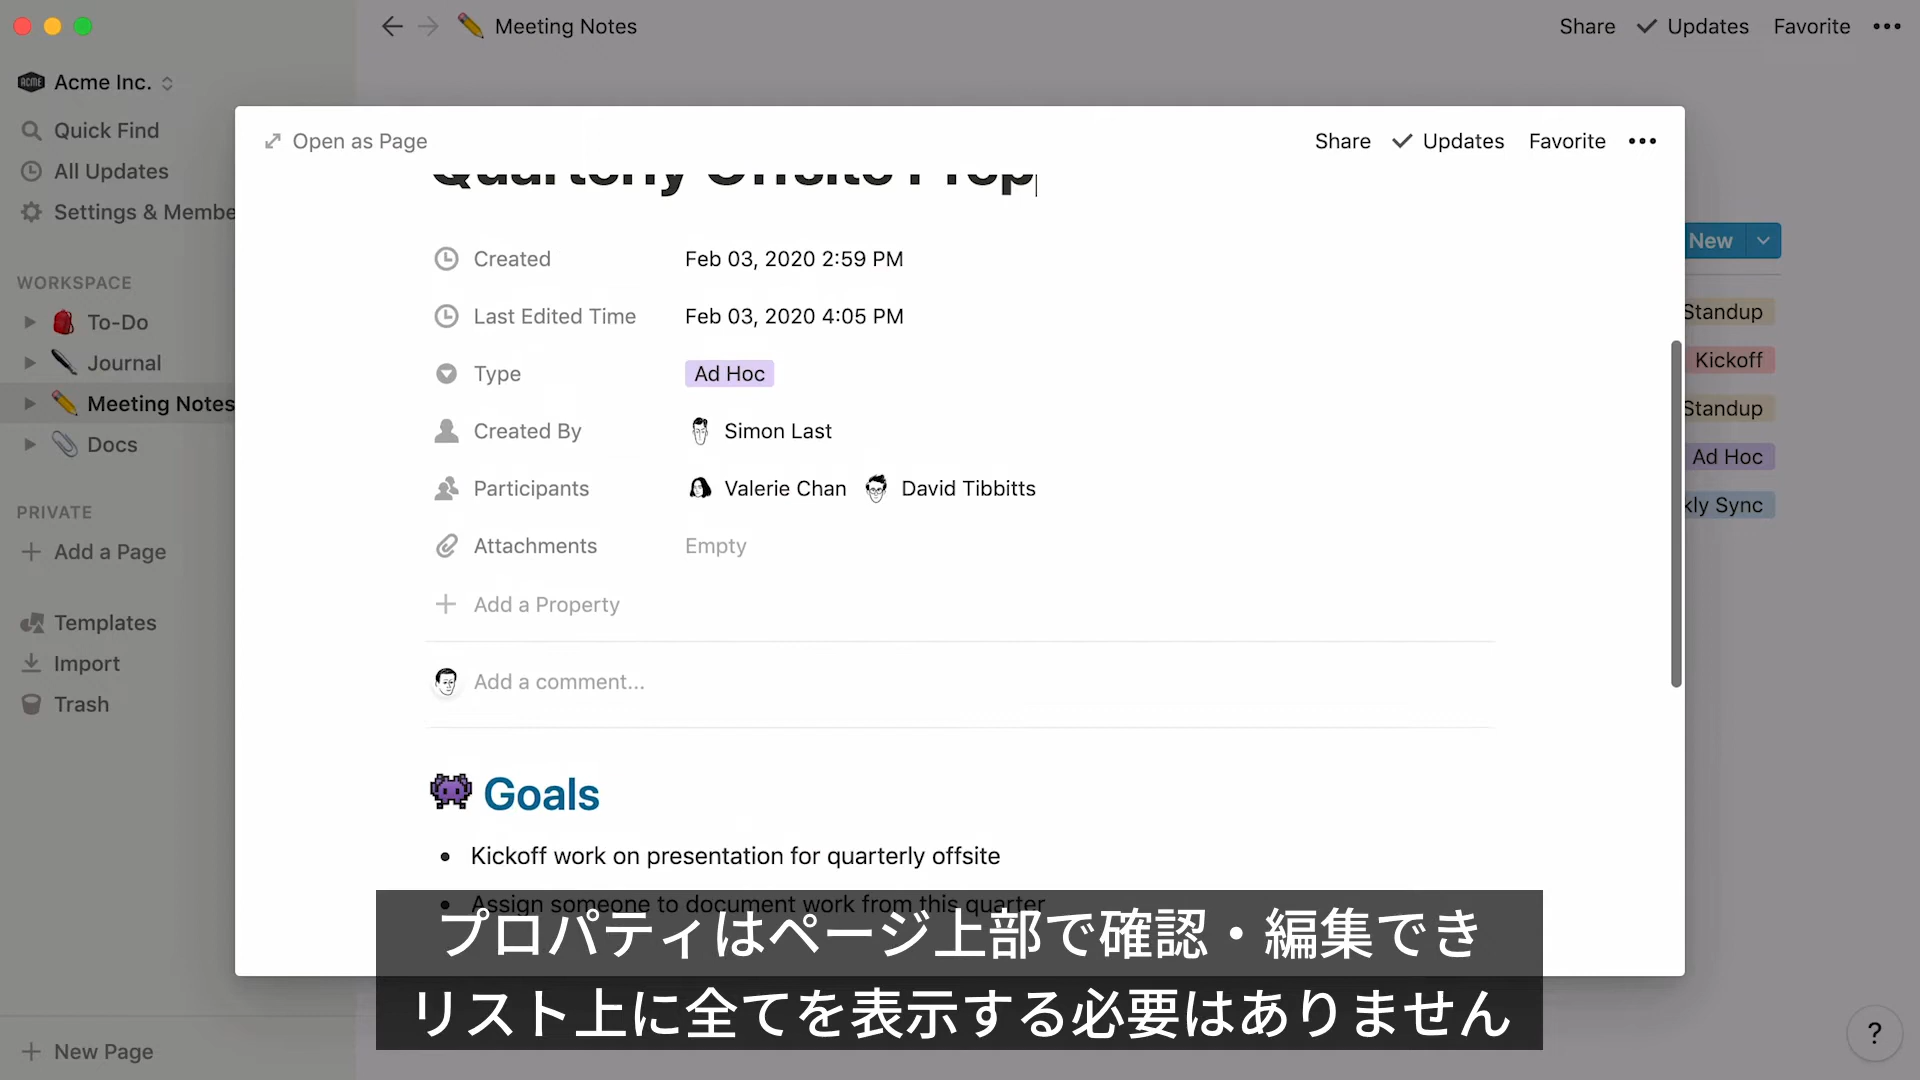 Meeting Notes
Share Updates Favorite
ACME Acme Inc.
Quick Find
All Updates
Settings & Membe
WORKSPACE
To-Do
Journal
Meeting Notes
Docs
PRIVATE
Add a Page
Templates
Import
Trash
New Page
Open as Page
Share Updates Favorite
Quarterly Offsite Prep
Created Feb 03, 2020 2:59 PM
Last Edited Time Feb 03, 2020 4:05 PM
Type Ad Hoc
Created By Simon Last
Participants Valerie Chan David Tibbitts
Attachments Empty
Add a Property
Add a comment...
Goals
• Kickoff work on presentation for quarterly offsite
• Assign someone to document work from this quarter
New
Standup
Kickoff
Standup
Ad Hoc
kly Sync
?
プロパティはページ上部で確認・編集でき
リスト上に全てを表示する必要はありません